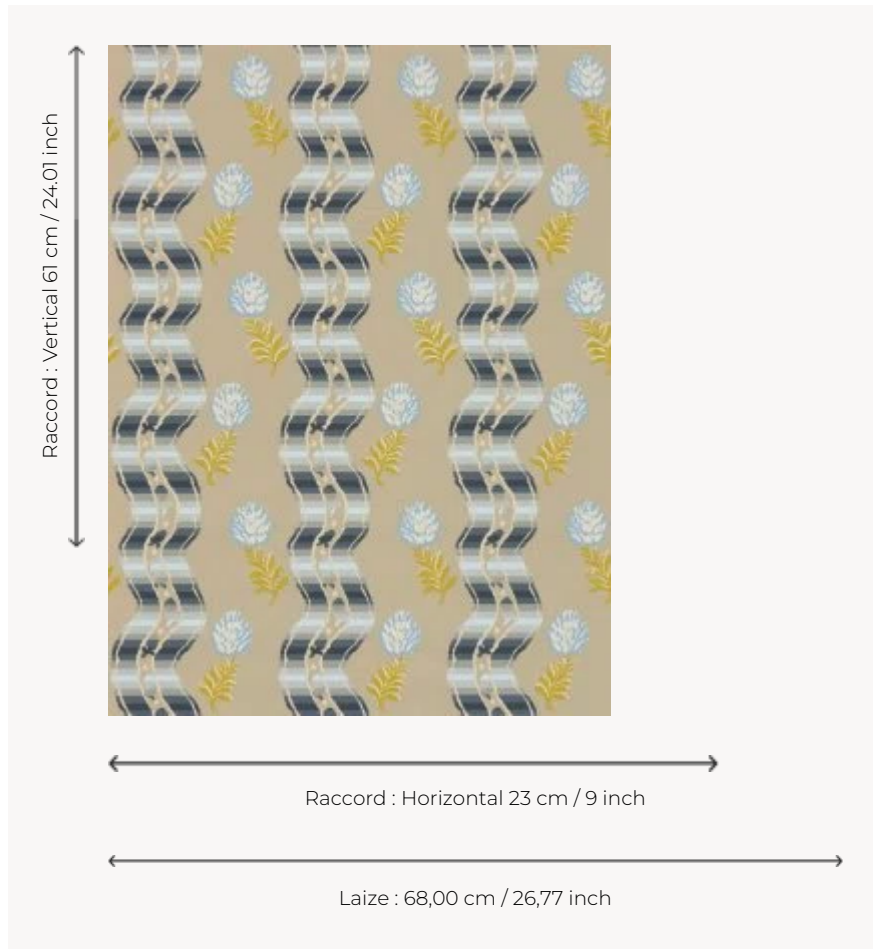 Raccord : Vertical 61 cm / 24.01 inch
Raccord : Horizontal 23 cm / 9 inch
Laize : 68,00 cm / 26,77 inch